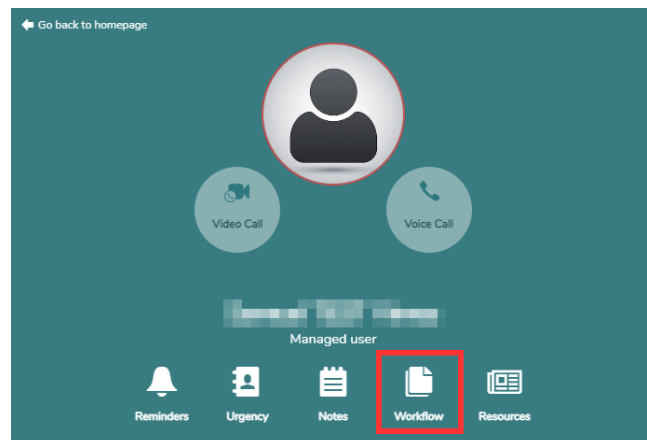 Go back to homepage
Video Call
Voice Call
Managed user
Reminders
Urgency
Notes
Workflow
Resources